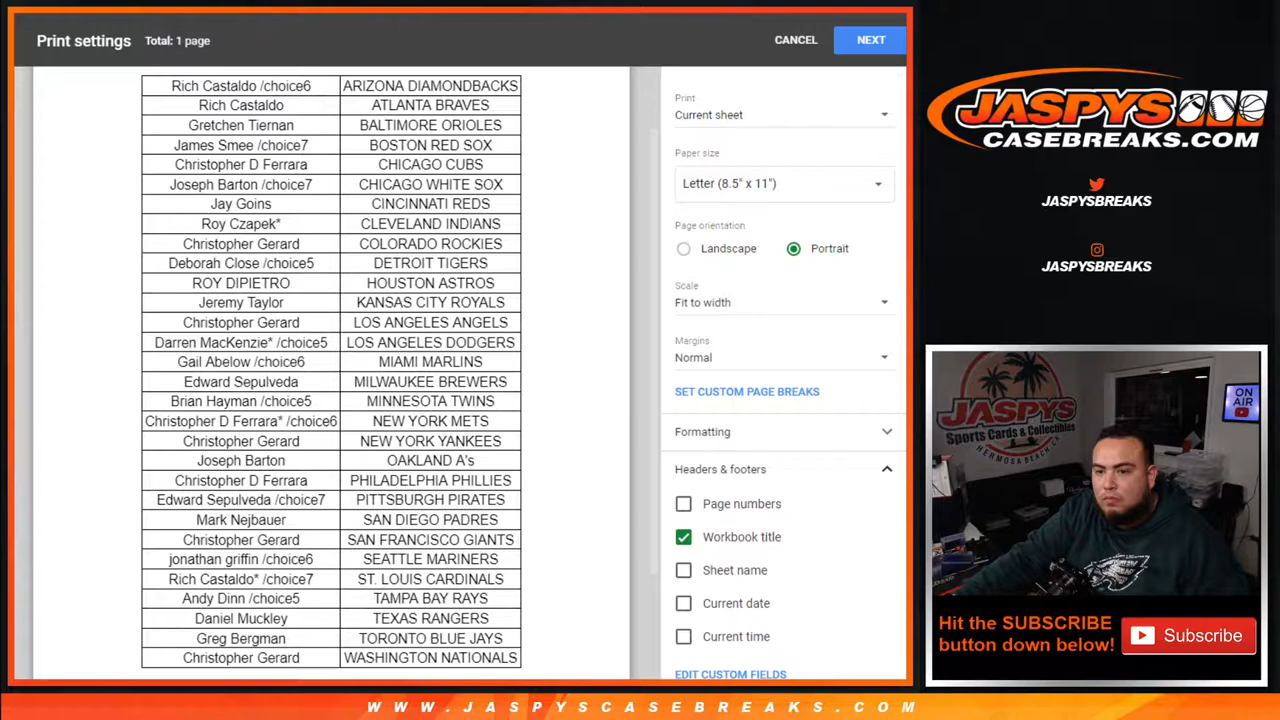 Print settings
Total: 1 page
CANCEL
NEXT
Rich Castaldo /choice6 ARIZONA DIAMONDBACKS
Rich Castaldo ATLANTA BRAVES
Gretchen Tiernan BALTIMORE ORIOLES
James Smee /choice7 BOSTON RED SOX
Christopher D Ferrara CHICAGO CUBS
Joseph Barton /choice7 CHICAGO WHITE SOX
Jay Goins CINCINNATI REDS
Roy Czapek* CLEVELAND INDIANS
Christopher Gerard COLORADO ROCKIES
Deborah Close /choice5 DETROIT TIGERS
ROY DIPIETRO HOUSTON ASTROS
Jeremy Taylor KANSAS CITY ROYALS
Christopher Gerard LOS ANGELES ANGELS
Darren MacKenzie* /choice5 LOS ANGELES DODGERS
Gail Abelow /choice6 MIAMI MARLINS
Edward Sepulveda MILWAUKEE BREWERS
Brian Hayman /choice5 MINNESOTA TWINS
Christopher D Ferrara* /choice6 NEW YORK METS
Christopher Gerard NEW YORK YANKEES
Joseph Barton OAKLAND A's
Christopher D Ferrara PHILADELPHIA PHILLIES
Edward Sepulveda /choice7 PITTSBURGH PIRATES
Mark Nejbauer SAN DIEGO PADRES
Christopher Gerard SAN FRANCISCO GIANTS
jonathan griffin /choice6 SEATTLE MARINERS
Rich Castaldo* /choice7 ST. LOUIS CARDINALS
Andy Dinn /choice5 TAMPA BAY RAYS
Daniel Muckley TEXAS RANGERS
Greg Bergman TORONTO BLUE JAYS
Christopher Gerard WASHINGTON NATIONALS
Print
Current sheet
Paper size
Letter (8.5" x 11")
Page orientation
Landscape
Portrait
Scale
Fit to width
Margins
Normal
SET CUSTOM PAGE BREAKS
Formatting
Headers & footers
Page numbers
Workbook title
Sheet name
Current date
Current time
EDIT CUSTOM FIELDS
JASPYS
CASEBREAKS.COM
JASPYSBREAKS
JASPYSBREAKS
JASPYS
Sports Cards & Collectibles
HERMOSA BEACH, CA
ON
AIR
Hit the SUBSCRIBE
button down below!
Subscribe
WWW.JASPYSCASEBREAKS.COM